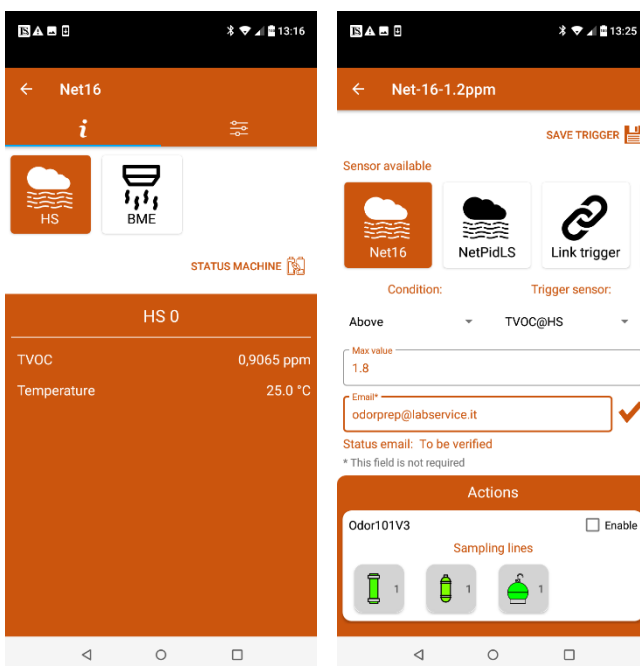 13:16
Net16
i
HS
BME
STATUS MACHINE
HS 0
TVOC 0,9065 ppm
Temperature 25.0 °C
13:25
Net-16-1.2ppm
SAVE TRIGGER
Sensor available
Net16
NetPidLS
Link trigger
Condition: Trigger sensor:
Above TVOC@HS
Max value
1.8
Email*
odorprep@labservice.it
Status email: To be verified
* This field is not required
Actions
Odor101V3 Enable
Sampling lines
1 1 1